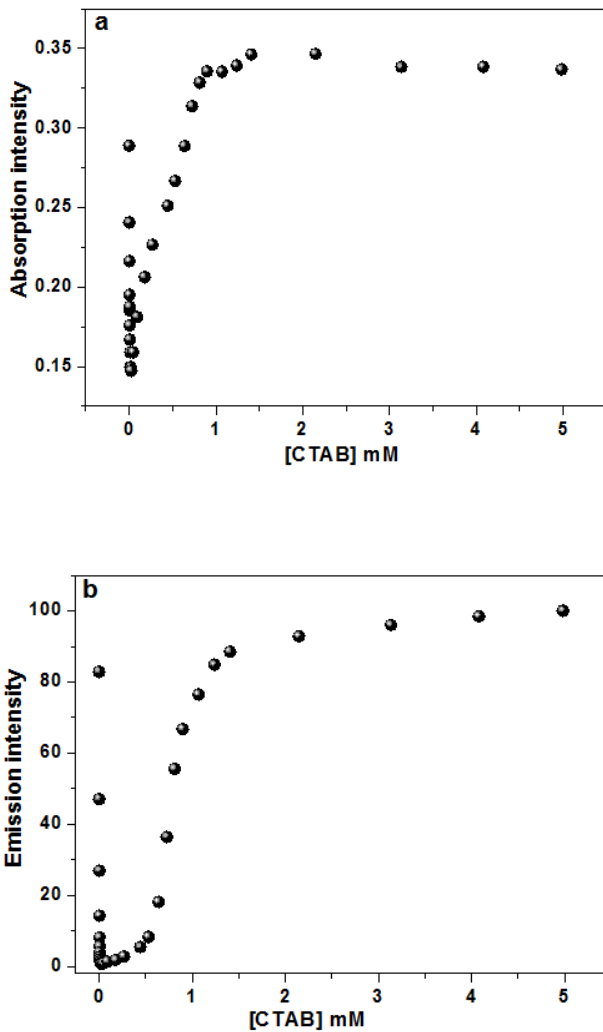 a
0.35
0.30
0.25
0.20
0.15
Absorption intensity
0 1 2 3 4 5
[CTAB] mM
b
100
80
60
40
20
0
Emission intensity
0 1 2 3 4 5
[CTAB] mM